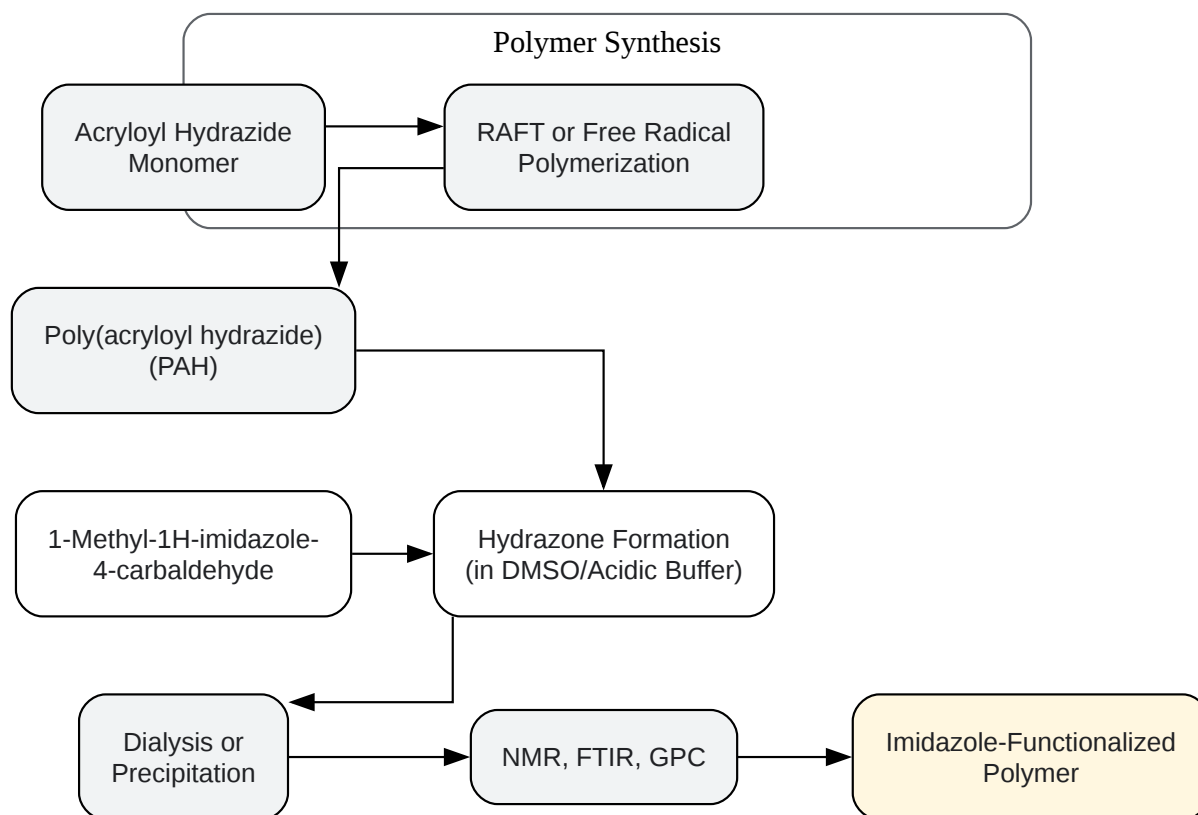 Polymer Synthesis
Acryloyl Hydrazide
Monomer
RAFT or Free Radical
Polymerization
Poly(acryloyl hydrazide)
(PAH)
1-Methyl-1H-imidazole-
4-carbaldehyde
Hydrazone Formation
(in DMSO/Acidic Buffer)
Dialysis or
Precipitation
NMR, FTIR, GPC
Imidazole-Functionalized
Polymer